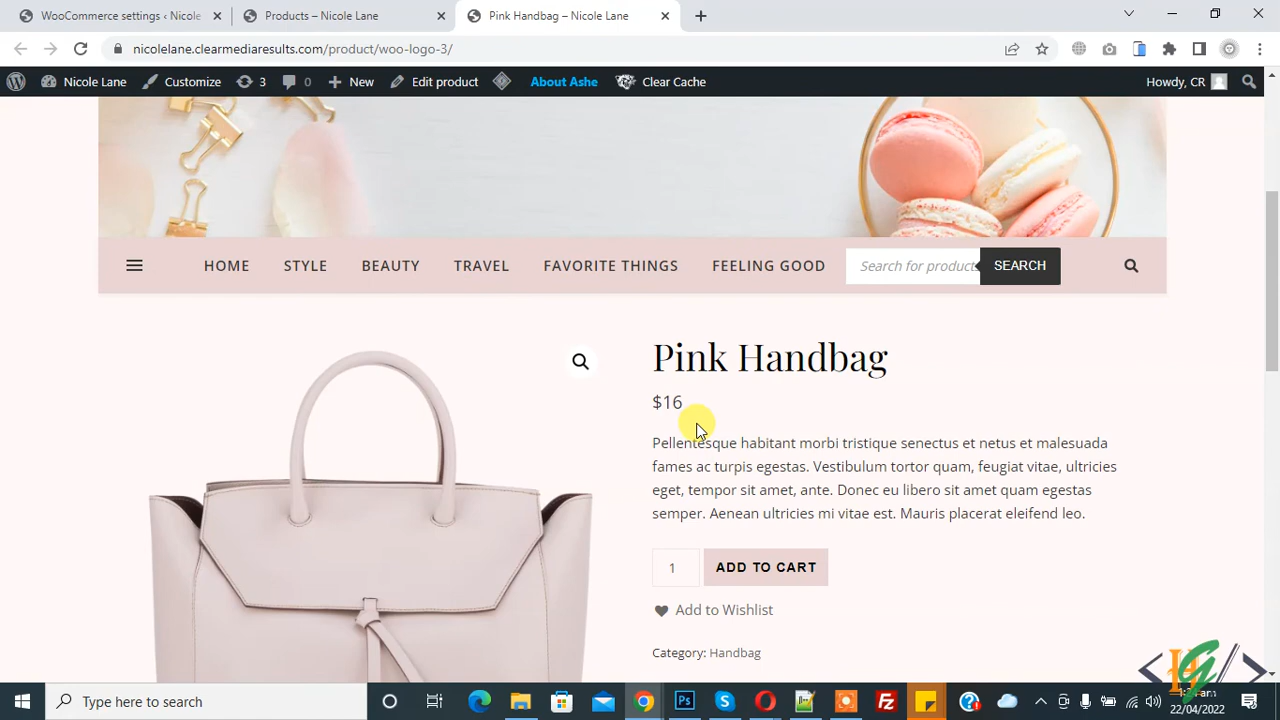 WooCommerce settings ‹ Nicole
Products – Nicole Lane
Pink Handbag – Nicole Lane
nicolelane.clearmediaresults.com/product/woo-logo-3/
Nicole Lane
Customize
3
0
New
Edit product
About Ashe
Clear Cache
Howdy, CR
HOME
STYLE
BEAUTY
TRAVEL
FAVORITE THINGS
FEELING GOOD
Search for products
SEARCH
Pink Handbag
$16
Pellentesque habitant morbi tristique senectus et netus et malesuada
fames ac turpis egestas. Vestibulum tortor quam, feugiat vitae, ultricies
eget, tempor sit amet, ante. Donec eu libero sit amet quam egestas
semper. Aenean ultricies mi vitae est. Mauris placerat eleifend leo.
1
ADD TO CART
Add to Wishlist
Category: Handbag
Type here to search
22/04/2022